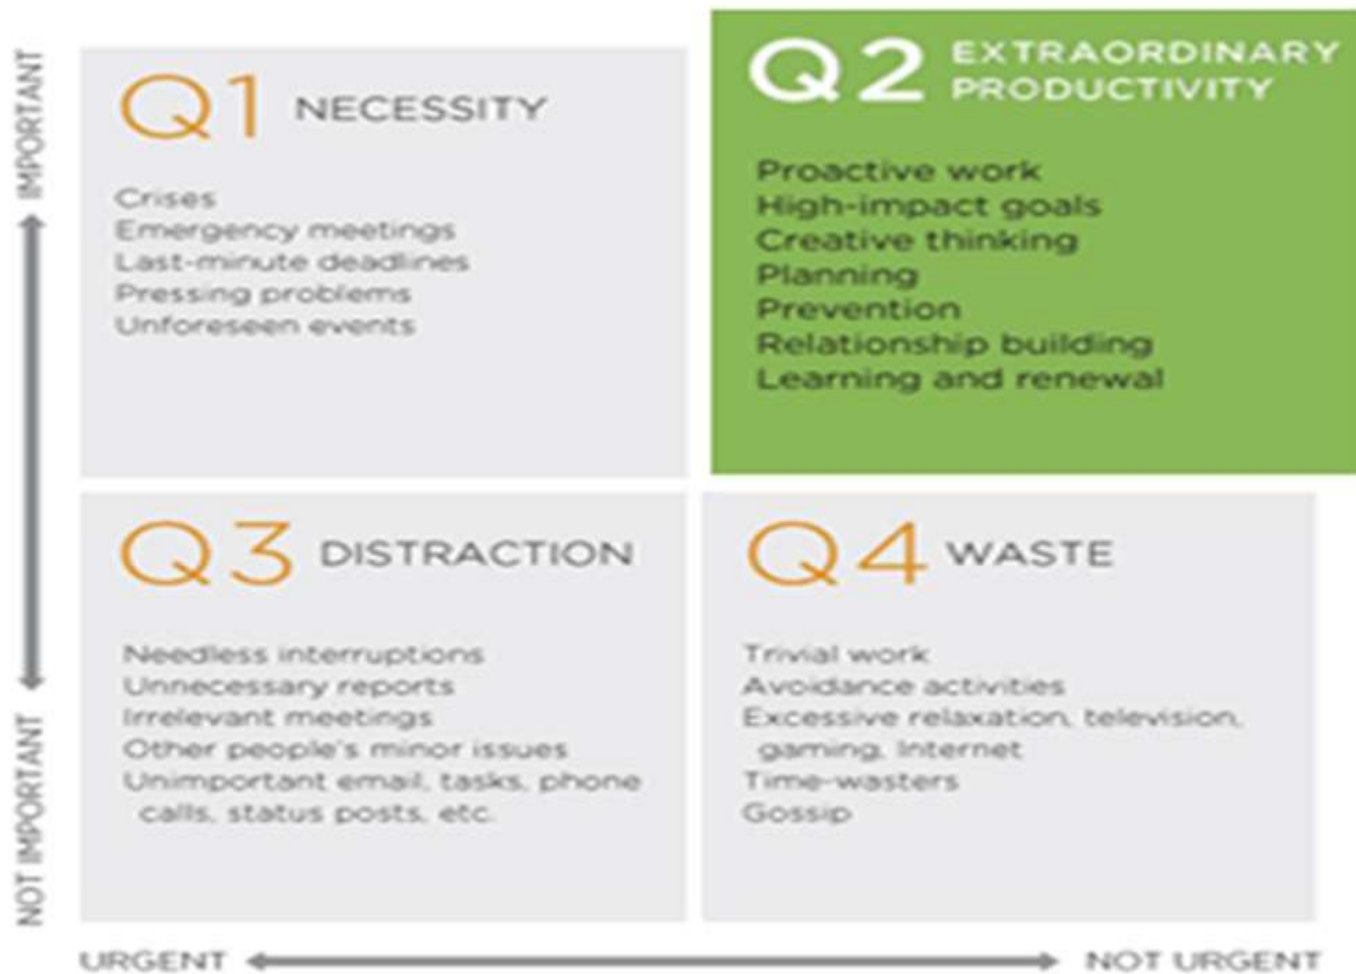 IMPORTANT
Q1 NECESSITY
Crises
Emergency meetings
Last-minute deadlines
Pressing problems
Unforeseen events
Q2 EXTRAORDINARY
PRODUCTIVITY
Proactive work
High-impact goals
Creative thinking
Planning
Prevention
Relationship building
Learning and renewal
NOT IMPORTANT
Q3 DISTRACTION
Needless interruptions
Unnecessary reports
Irrelevant meetings
Other people's minor issues
Unimportant email, tasks, phone
calls, status posts, etc.
Q4 WASTE
Trivial work
Avoidance activities
Excessive relaxation, television,
gaming, Internet
Time-wasters
Gossip
URGENT
NOT URGENT